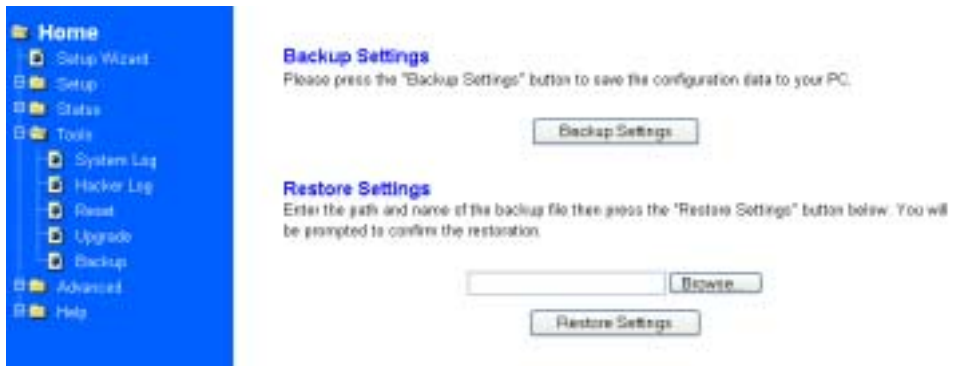 Home
Setup Wizard
Setup
Status
Tools
System Log
Hacker Log
Reset
Upgrade
Backup
Advanced
Help
Backup Settings
Please press the "Backup Settings" button to save the configuration data to your PC.
Backup Settings
Restore Settings
Enter the path and name of the backup file then press the "Restore Settings" button below. You will
be prompted to confirm the restoration.
Browse...
Restore Settings